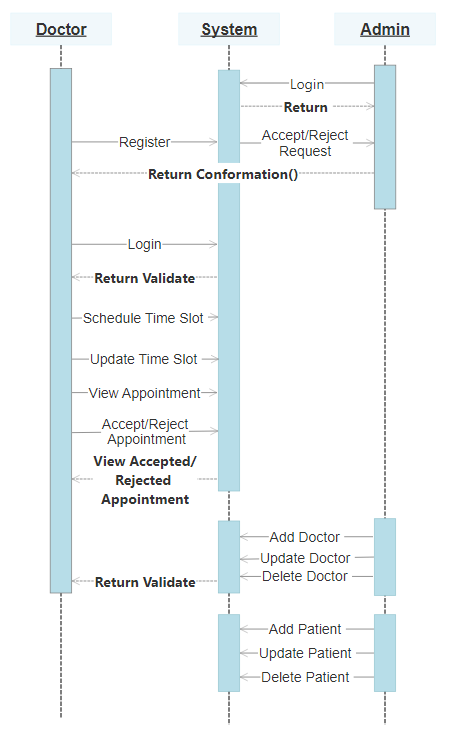 Doctor
System
Admin
Login
Return
Register
Accept/Reject
Request
Return Conformation()
Login
Return Validate
Schedule Time Slot
Update Time Slot
View Appointment
Accept/Reject
Appointment
View Accepted/
Rejected
Appointment
Add Doctor
Update Doctor
Delete Doctor
Return Validate
Add Patient
Update Patient
Delete Patient